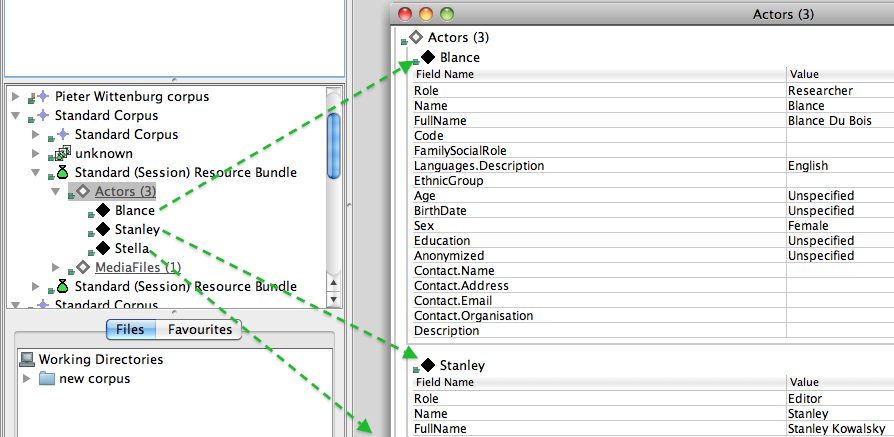 Pieter Wittenburg corpus
Standard Corpus
Standard Corpus
unknown
Standard (Session) Resource Bundle
Actors (3)
Blance
Stanley
Stella
MediaFiles (1)
Standard (Session) Resource Bundle
Standard Corpus
Files Favourites
Working Directories
new corpus
Actors (3)
Actors (3)
Blance
Field Name Value
Role Researcher
Name Blance
FullName Blance Du Bois
Code
FamilySocialRole
Languages.Description English
EthnicGroup
Age Unspecified
BirthDate Unspecified
Sex Female
Education Unspecified
Anonymized Unspecified
Contact.Name
Contact.Address
Contact.Email
Contact.Organisation
Description
Stanley
Field Name Value
Role Editor
Name Stanley
FullName Stanley Kowalsky